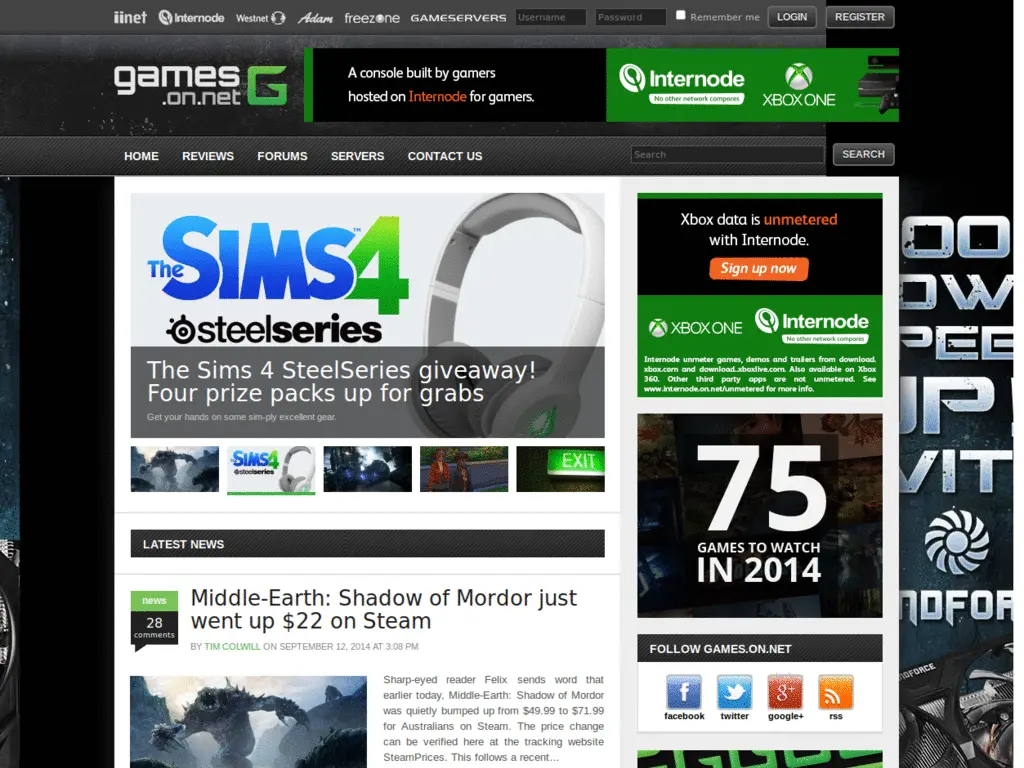 iinet Internode Westnet Adam freezone GAMESERVERS Username Password Remember me LOGIN REGISTER
games
.on.net G
A console built by gamers
hosted on Internode for gamers.
Internode
No other network compares
XBOX ONE
HOME REVIEWS FORUMS SERVERS CONTACT US Search SEARCH
The SIMS 4 ™
steelseries
The Sims 4 SteelSeries giveaway!
Four prize packs up for grabs
Get your hands on some sim-ply excellent gear.
The SIMS 4
steelseries
EXIT
LATEST NEWS
news
28
comments
Middle-Earth: Shadow of Mordor just
went up $22 on Steam
BY TIM COLWILL ON SEPTEMBER 12, 2014 AT 3:08 PM
Sharp-eyed reader Felix sends word that
earlier today, Middle-Earth: Shadow of Mordor
was quietly bumped up from $49.99 to $71.99
for Australians on Steam. The price change
can be verified here at the tracking website
SteamPrices. This follows a recent…
Xbox data is unmetered
with Internode.
Sign up now
XBOX ONE Internode
No other network compares
Internode unmeter games, demos and trailers from download.
xbox.com and download.xboxlive.com. Also available on Xbox
360. Other third party apps are not unmetered. See
www.internode.on.net/unmetered for more info.
75
GAMES TO WATCH
IN 2014
FOLLOW GAMES.ON.NET
facebook twitter google+ rss